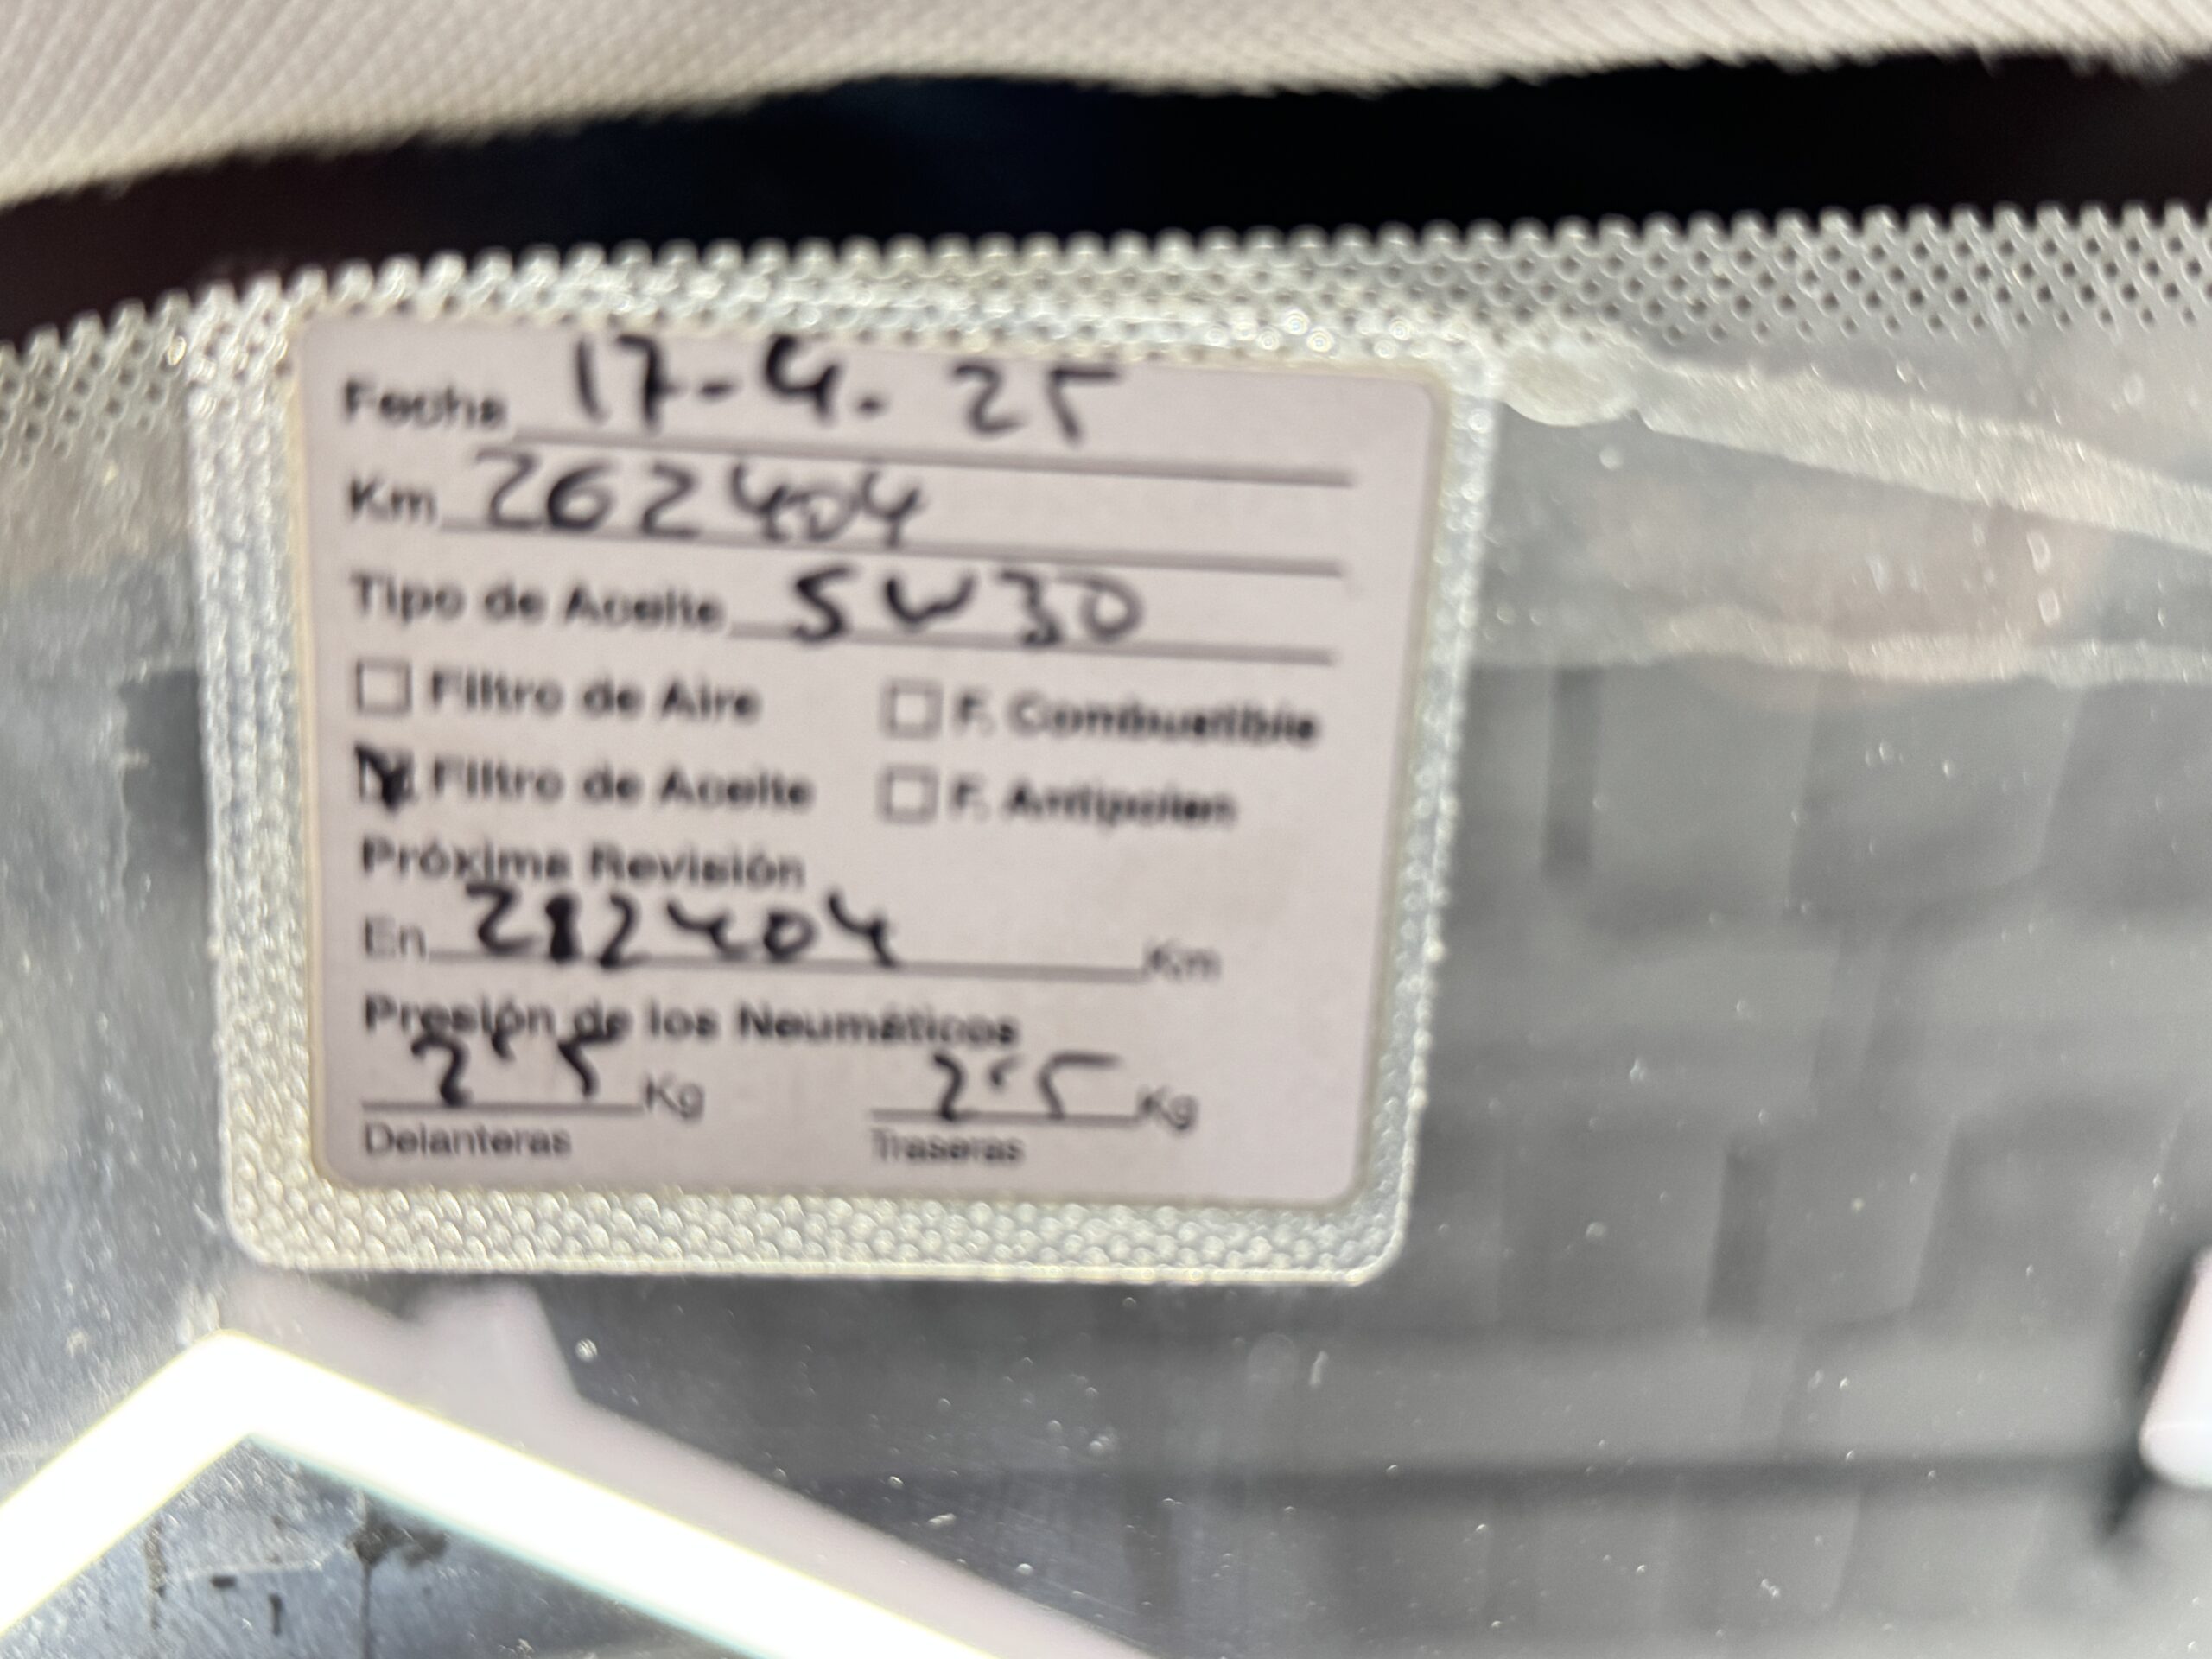 Fecha 17-4-25
Km 262404
Tipo de Aceite 5W30
Filtro de Aire F. Combustible
Filtro de Aceite F. Antipolen
Próxima Revisión
En 282404 Km
Presión de los Neumáticos
2'5 Kg 2'5 Kg
Delanteras Traseras